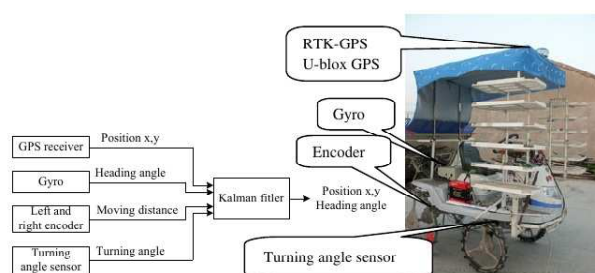 RTK-GPS
U-blox GPS
Gyro
Encoder
Turning angle sensor
GPS receiver
Position x,y
Gyro
Heading angle
Left and
right encoder
Moving distance
Turning
angle sensor
Turning angle
Kalman fitler
Position x,y
Heading angle